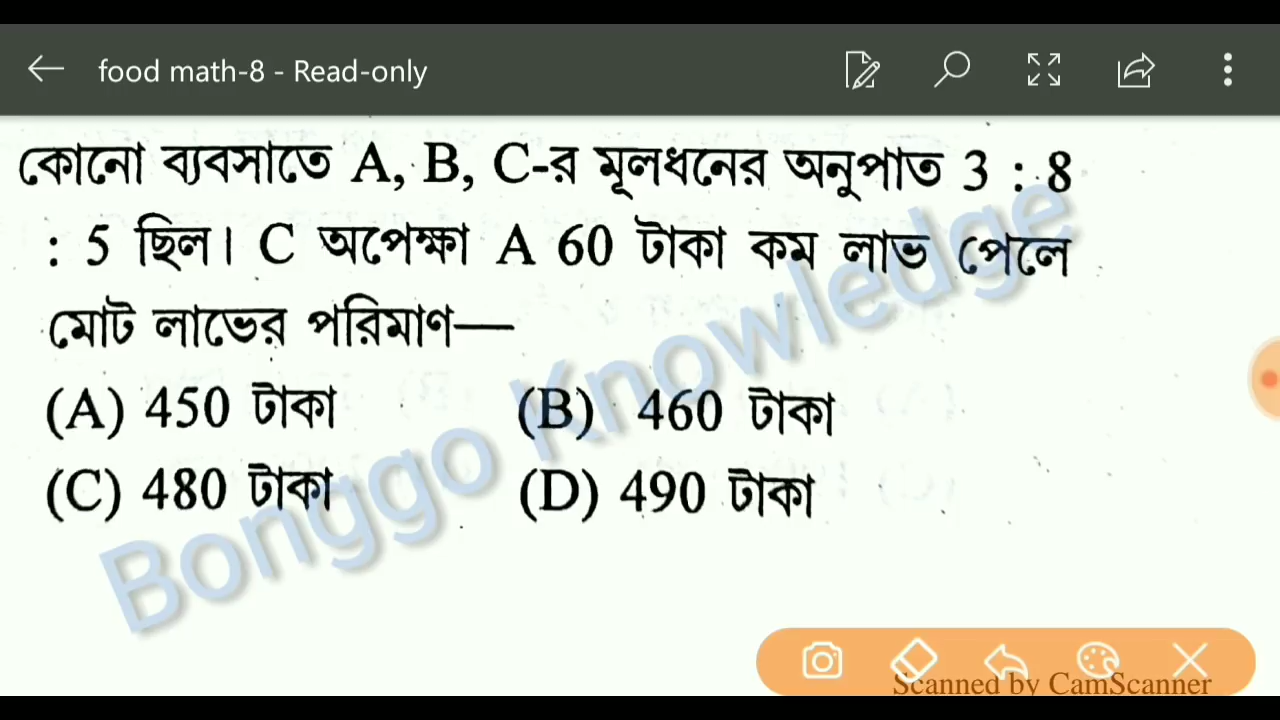 food math-8 - Read-only
কোনো ব্যবসাতে A, B, C-র মূলধনের অনুপাত 3 : 8
: 5 ছিল। C অপেক্ষা A 60 টাকা কম লাভ পেলে
মোট লাভের পরিমাণ—
(A) 450 টাকা (B) 460 টাকা
(C) 480 টাকা (D) 490 টাকা
Bonggo Knowledge
Scanned by CamScanner